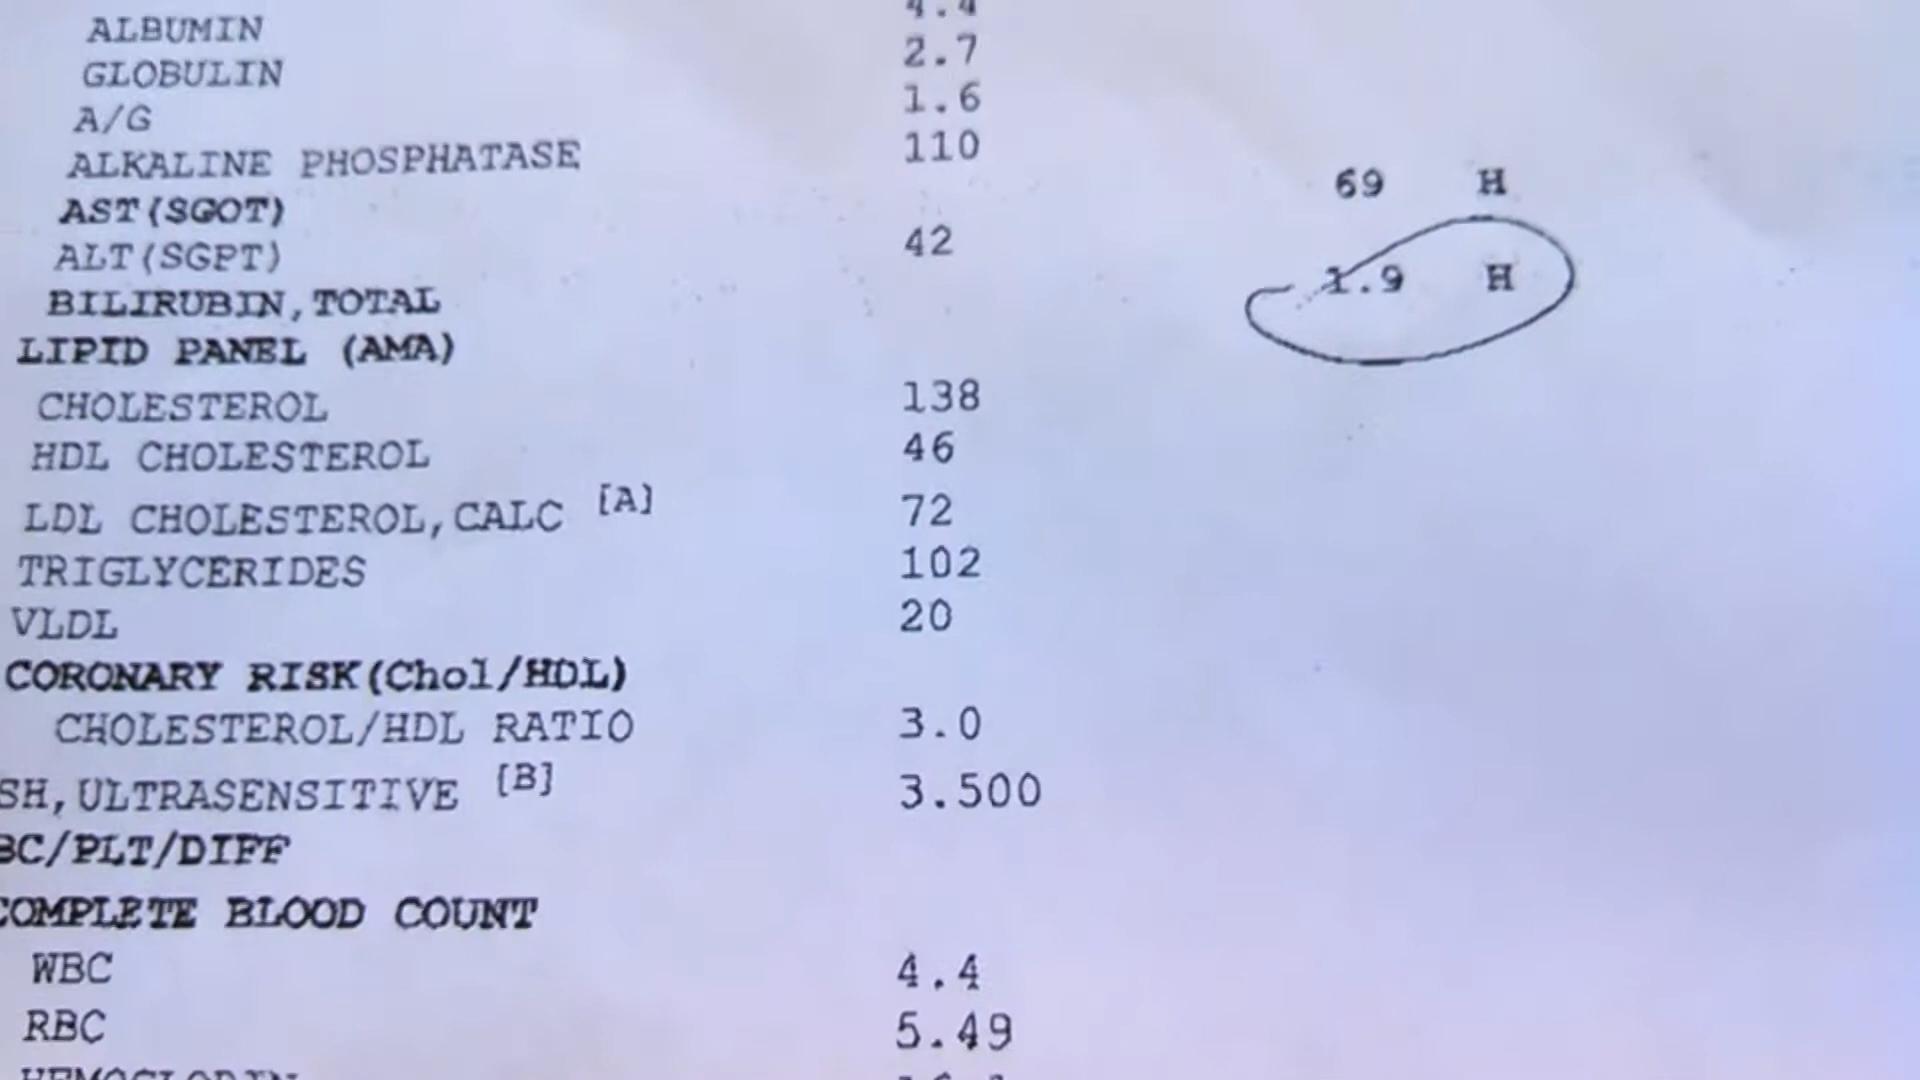 ALBUMIN 4.4
GLOBULIN 2.7
A/G 1.6
ALKALINE PHOSPHATASE 110
AST(SGOT) 69 H
ALT(SGPT) 42
BILIRUBIN,TOTAL 1.9 H
LIPID PANEL (AMA)
CHOLESTEROL 138
HDL CHOLESTEROL 46
LDL CHOLESTEROL,CALC [A] 72
TRIGLYCERIDES 102
VLDL 20
CORONARY RISK(Chol/HDL)
CHOLESTEROL/HDL RATIO 3.0
SH,ULTRASENSITIVE [B] 3.500
BC/PLT/DIFF
COMPLETE BLOOD COUNT
WBC 4.4
RBC 5.49